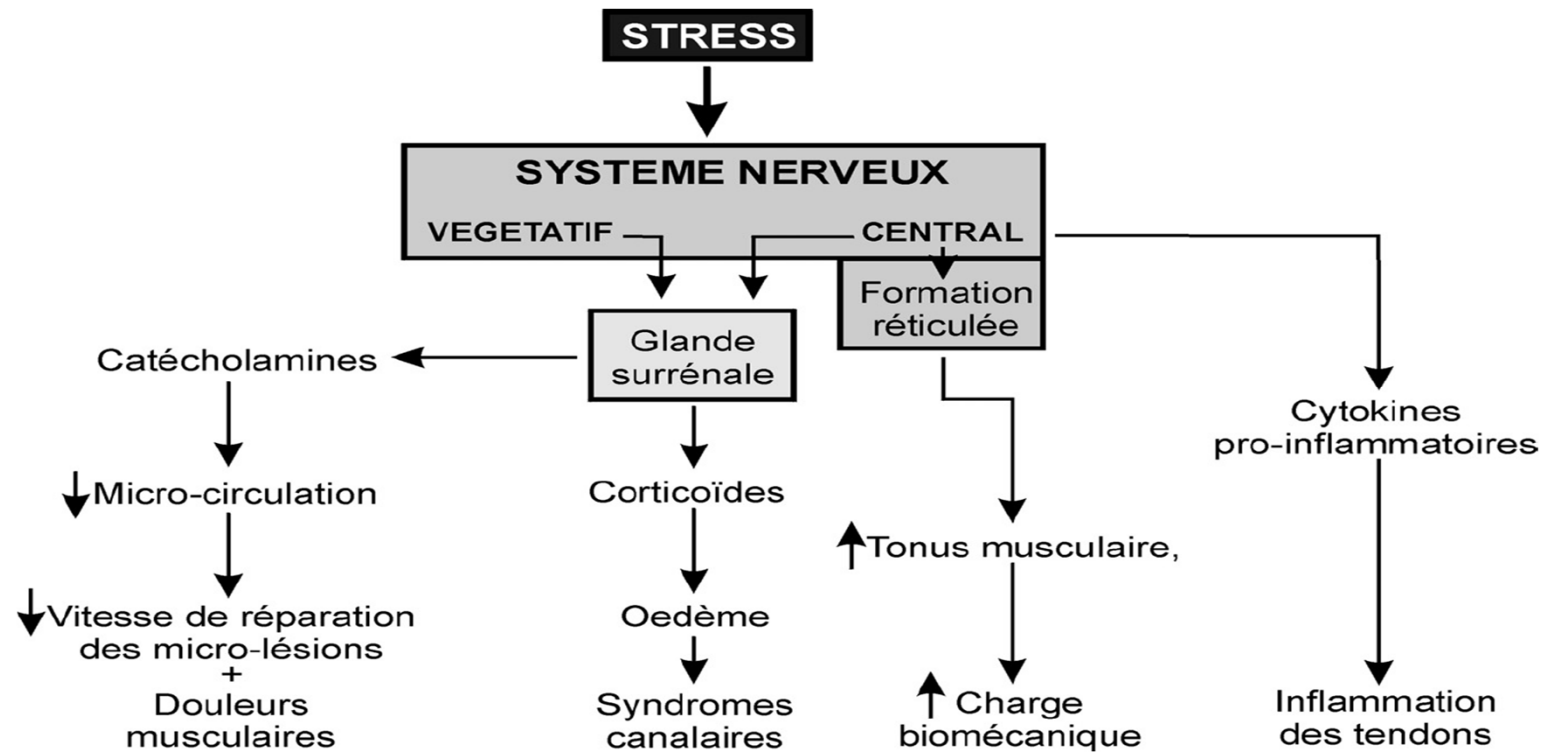 STRESS
SYSTEME NERVEUX
VEGETATIF
CENTRAL
Formation
réticulée
Glande
surrénale
Catécholamines
Cytokines
pro-inflammatoires
Micro-circulation
Corticoïdes
Tonus musculaire,
Vitesse de réparation
des micro-lésions
+
Douleurs
musculaires
Oedème
Syndromes
canalaires
Charge
biomécanique
Inflammation
des tendons